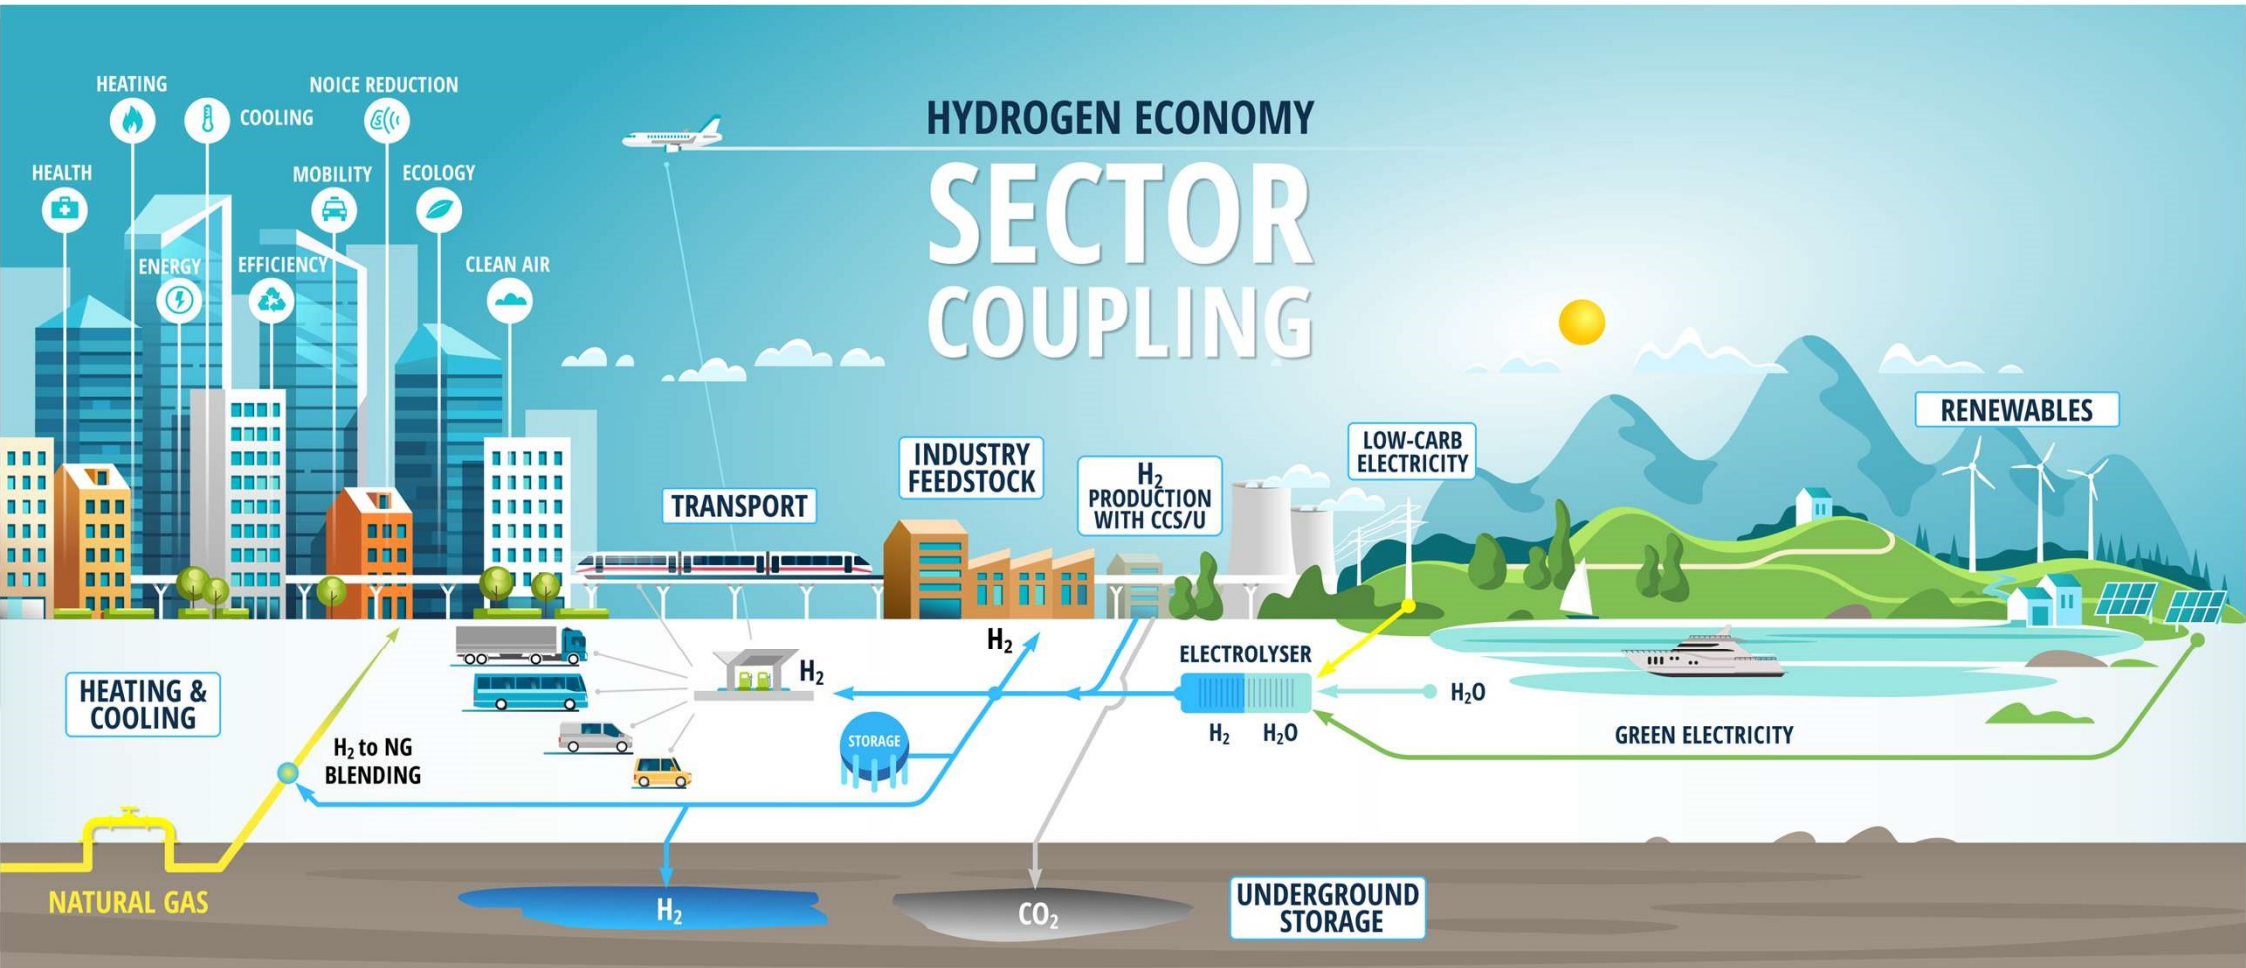 HEATING
NOICE REDUCTION
COOLING
HEALTH
MOBILITY
ECOLOGY
ENERGY
EFFICIENCY
CLEAN AIR
HYDROGEN ECONOMY
SECTOR
COUPLING
RENEWABLES
LOW-CARB
ELECTRICITY
INDUSTRY
FEEDSTOCK
H₂
PRODUCTION
WITH CCS/U
TRANSPORT
H₂
ELECTROLYSER
H₂
H₂O
HEATING &
COOLING
H₂ to NG
BLENDING
STORAGE
H₂
H₂O
GREEN ELECTRICITY
NATURAL GAS
H₂
CO₂
UNDERGROUND
STORAGE